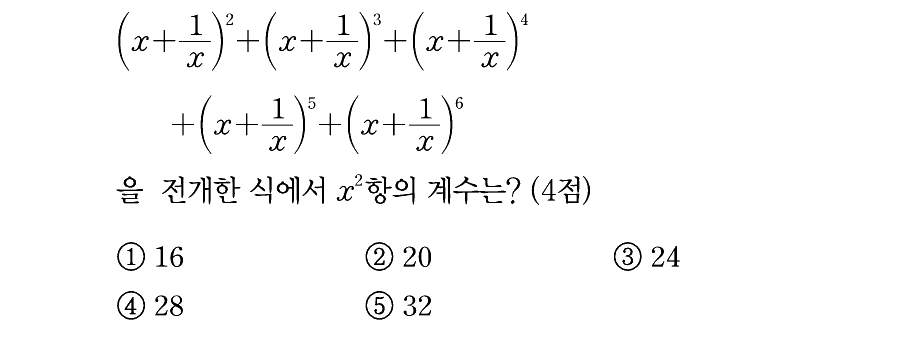 (x+1/x)²+(x+1/x)³+(x+1/x)⁴
+(x+1/x)⁵+(x+1/x)⁶
을 전개한 식에서 x²항의 계수는? (4점)
① 16 ② 20 ③ 24
④ 28 ⑤ 32